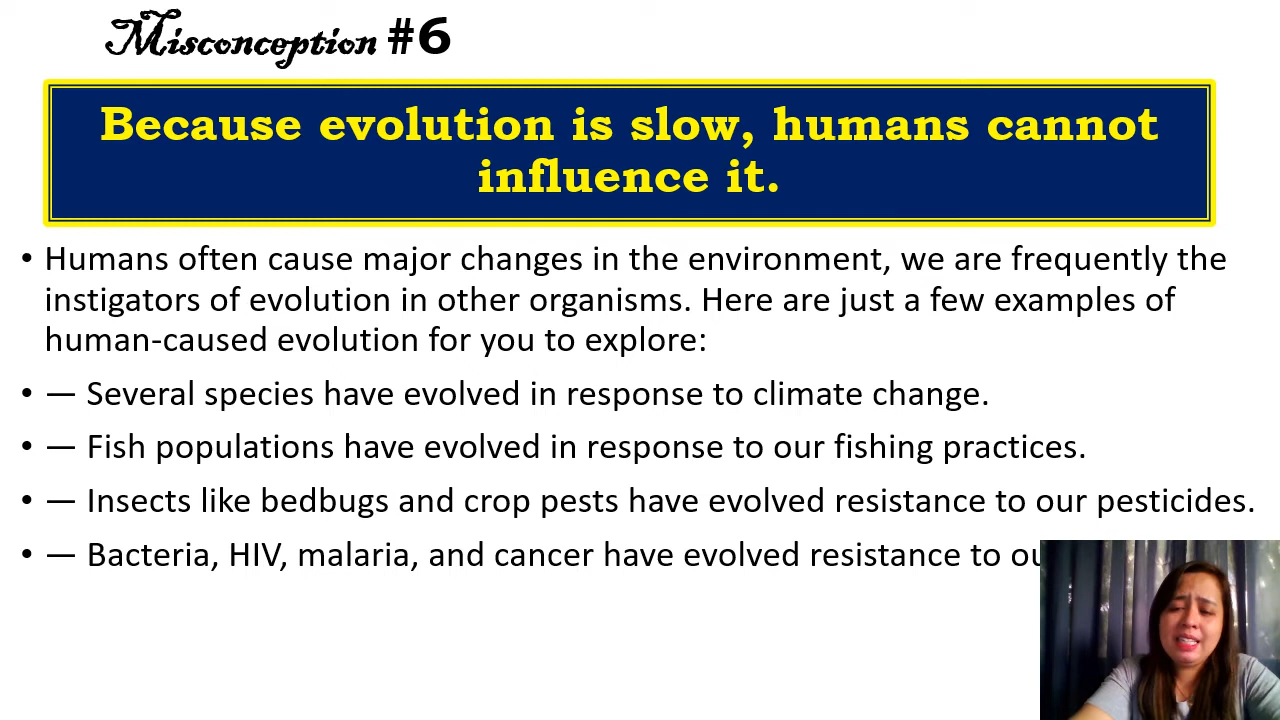 Misconception #6
Because evolution is slow, humans cannot
influence it.
• Humans often cause major changes in the environment, we are frequently the
instigators of evolution in other organisms. Here are just a few examples of
human-caused evolution for you to explore:
• — Several species have evolved in response to climate change.
• — Fish populations have evolved in response to our fishing practices.
• — Insects like bedbugs and crop pests have evolved resistance to our pesticides.
• — Bacteria, HIV, malaria, and cancer have evolved resistance to